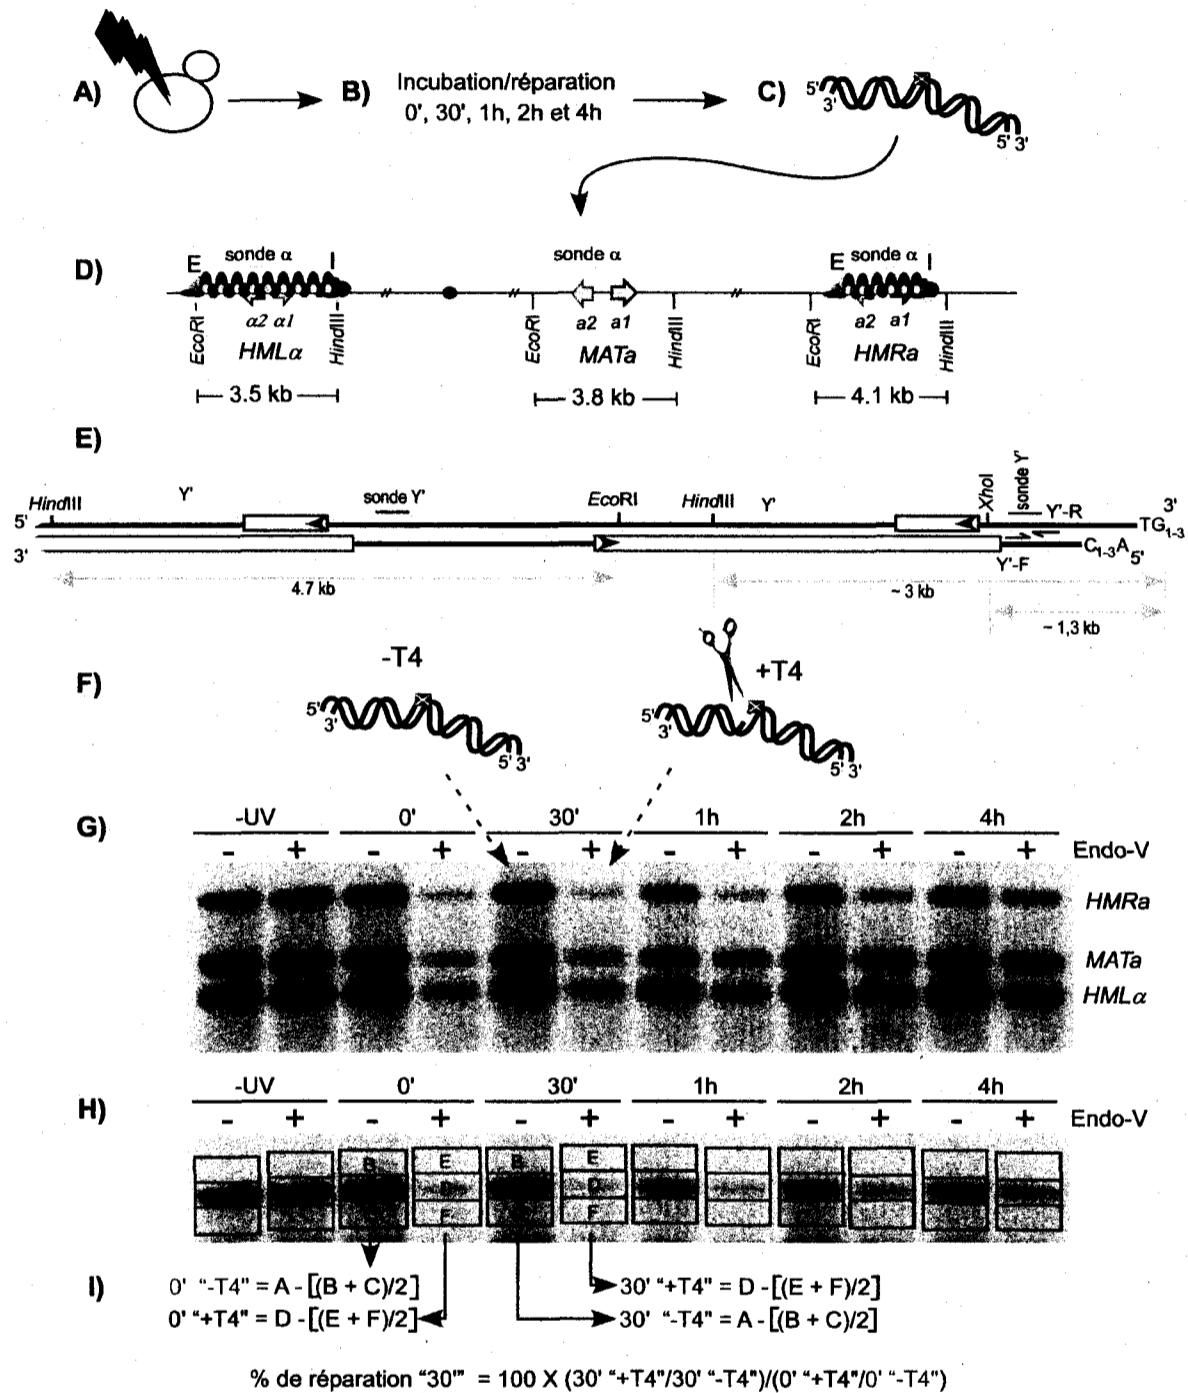 A)
B)
Incubation/réparation
0', 30', 1h, 2h et 4h
C)
5'
3'
5' 3'
D)
E sonde α I
sonde α
E sonde α I
α2 α1
a2 a1
a2 a1
EcoRI HMLα HindIII
EcoRI MATa HindIII
EcoRI HMRa HindIII
3.5 kb
3.8 kb
4.1 kb
E)
HindIII
Y'
sonde Y'
EcoRI
HindIII
Y'
XhoI
sonde Y'
Y'-R
3'
5'
TG1-3
3'
Y'-F
C1-3A5'
4.7 kb
~ 3 kb
~ 1,3 kb
F)
-T4
+T4
5'
3'
5' 3'
5'
3'
5' 3'
G)
-UV 0' 30' 1h 2h 4h
- + - + - + - + - + - + Endo-V
HMRa
MATa
HMLα
H)
-UV 0' 30' 1h 2h 4h
- + - + - + - + - + - + Endo-V
B E B E
D D
F F
I)
0' "-T4" = A - [(B + C)/2]
0' "+T4" = D -[(E + F)/2]
30' "+T4" = D -[(E + F)/2]
30' "-T4" = A - [(B + C)/2]
% de réparation "30'" = 100 X (30' "+T4"/30' "-T4")/(0' "+T4"/0' "-T4")